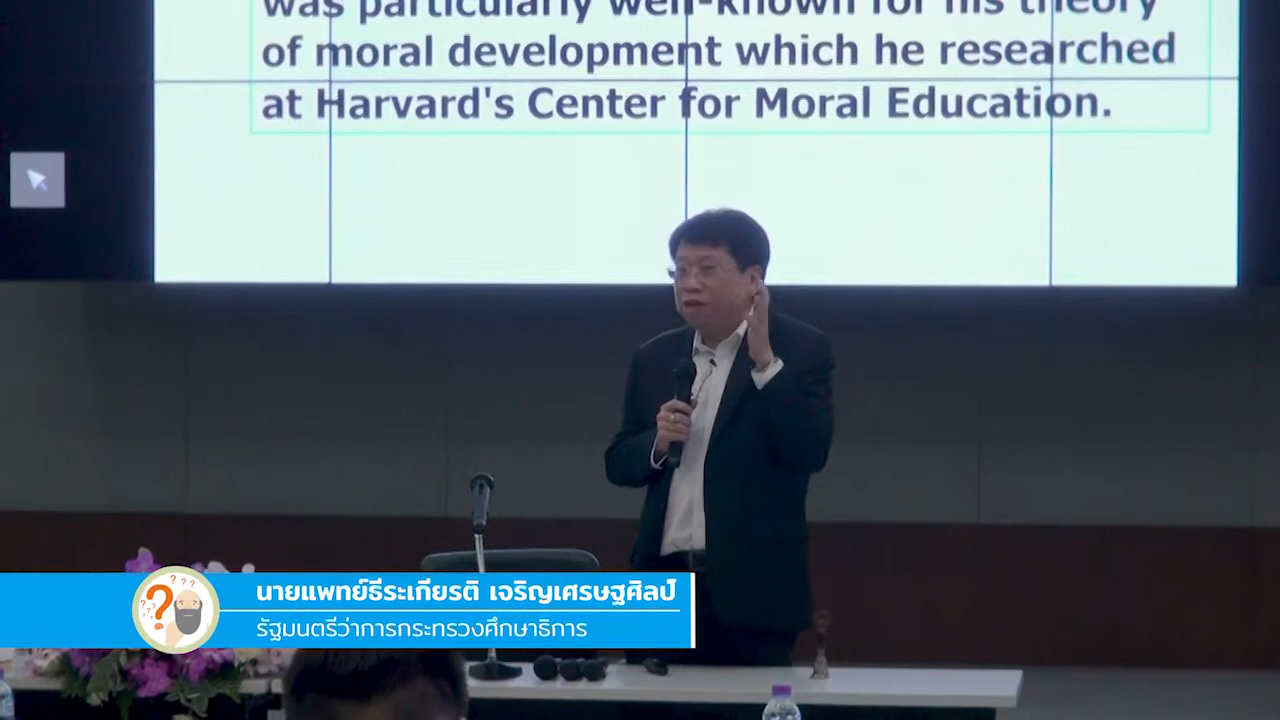 was particularly well-known for his theory
of moral development which he researched
at Harvard's Center for Moral Education.
นายแพทย์ธีระเกียรติ เจริญเศรษฐศิลป์
รัฐมนตรีว่าการกระทรวงศึกษาธิการ